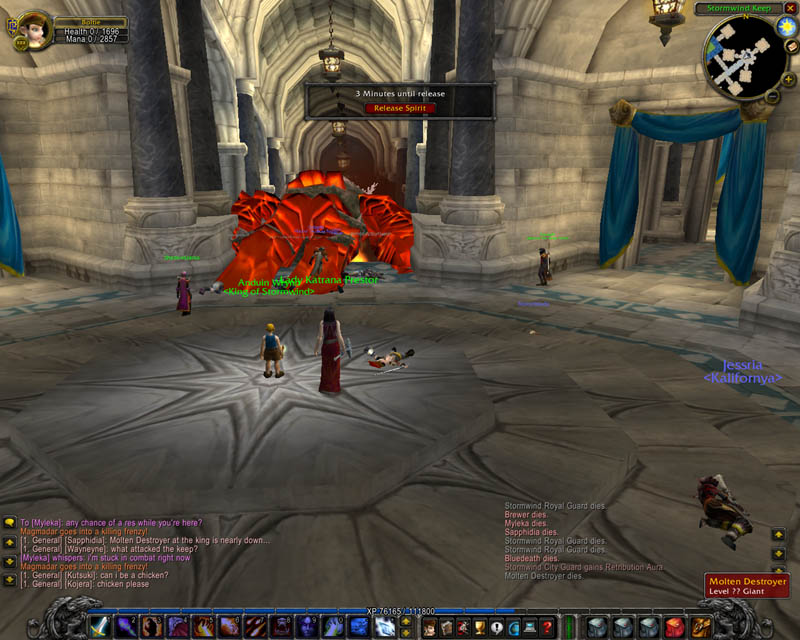 Boltie
Health 0 / 1696
Mana 0 / 2857
Stormwind Keep
N
3 Minutes until release
Release Spirit
Anduin Wrynn
<King of Stormwind>
Lady Katrana Prestor
Jessria
<Kalifornya>
To [Myleka]: any chance of a res while you're here?
Magmadar goes into a killing frenzy!
[1. General] [Sapphidia]: Molten Destroyer at the king is nearly down...
[1. General] [Wayneyne]: what attacked the keep?
[Myleka] whispers: i'm stuck in combat right now
Magmadar goes into a killing frenzy!
[1. General] [Kutsuki]: can i be a chicken?
[1. General] [Kojera]: chicken please
Stormwind Royal Guard dies.
Brewer dies.
Myleka dies.
Sapphidia dies.
Stormwind Royal Guard dies.
Stormwind Royal Guard dies.
Bluedeath dies.
Stormwind City Guard gains Retribution Aura.
Molten Destroyer dies.
Molten Destroyer
Level ?? Giant
XP 76165 / 111800